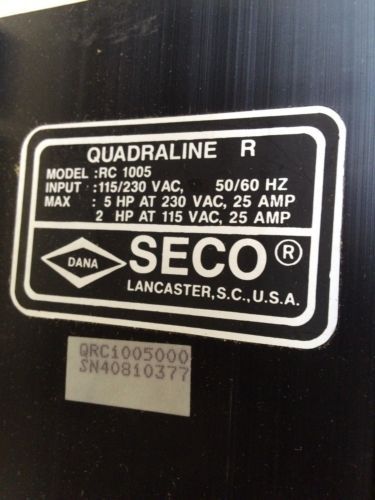 QUADRALINE R
MODEL :RC 1005
INPUT :115/230 VAC, 50/60 HZ
MAX : 5 HP AT 230 VAC, 25 AMP
2 HP AT 115 VAC, 25 AMP
DANA SECO®
LANCASTER,S.C.,U.S.A.
QRC1005000
SN40810377